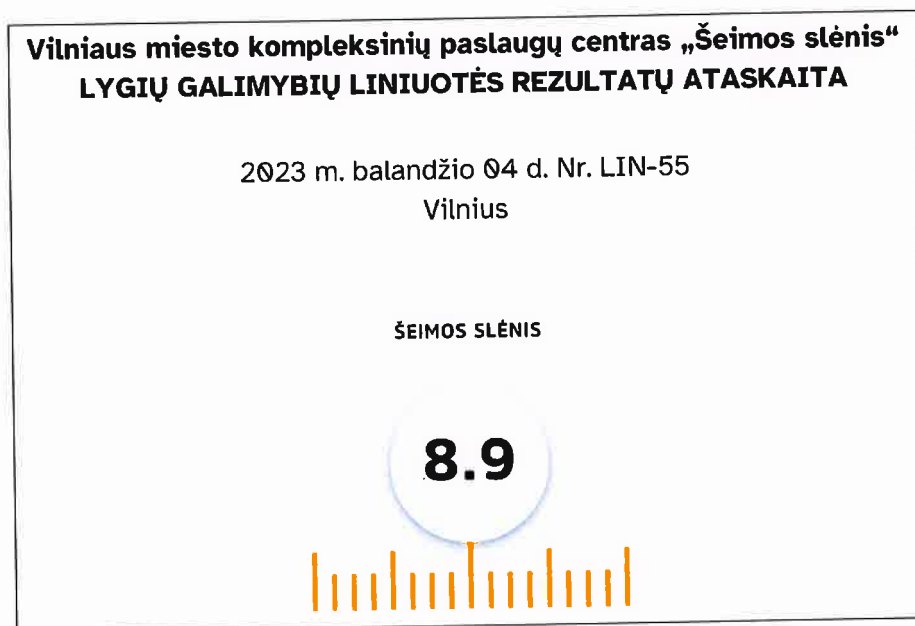 Vilniaus miesto kompleksinių paslaugų centras „Šeimos slėnis“
LYGIŲ GALIMYBIŲ LINIUOTĖS REZULTATŲ ATASKAITA
2023 m. balandžio 04 d. Nr. LIN-55
Vilnius
ŠEIMOS SLĖNIS
8.9